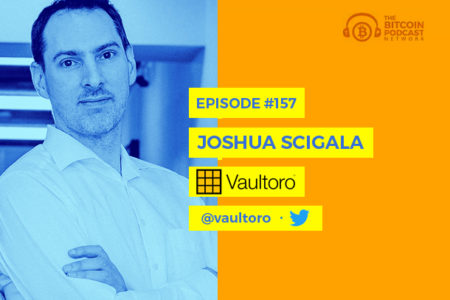 THE
BITCOIN
PODCAST
NETWORK
EPISODE #157
JOSHUA SCIGALA
Vaultoro
@vaultoro ·